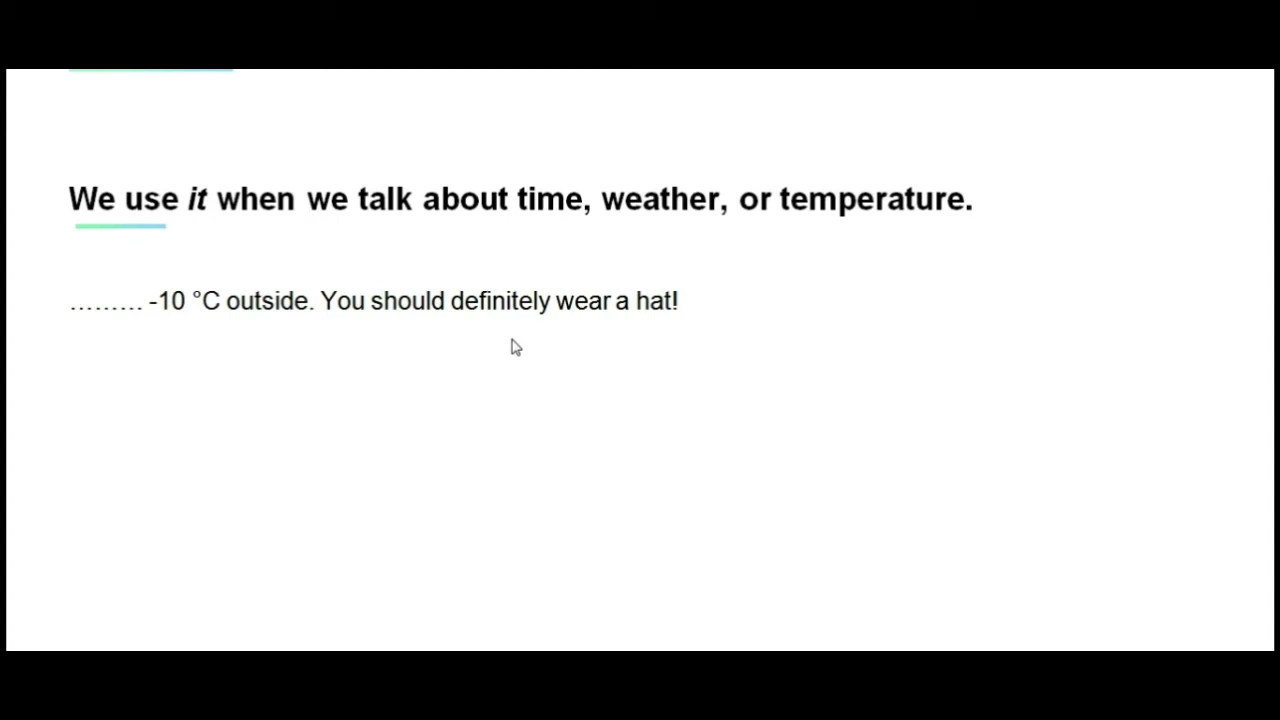 We use it when we talk about time, weather, or temperature.
……… -10 °C outside. You should definitely wear a hat!